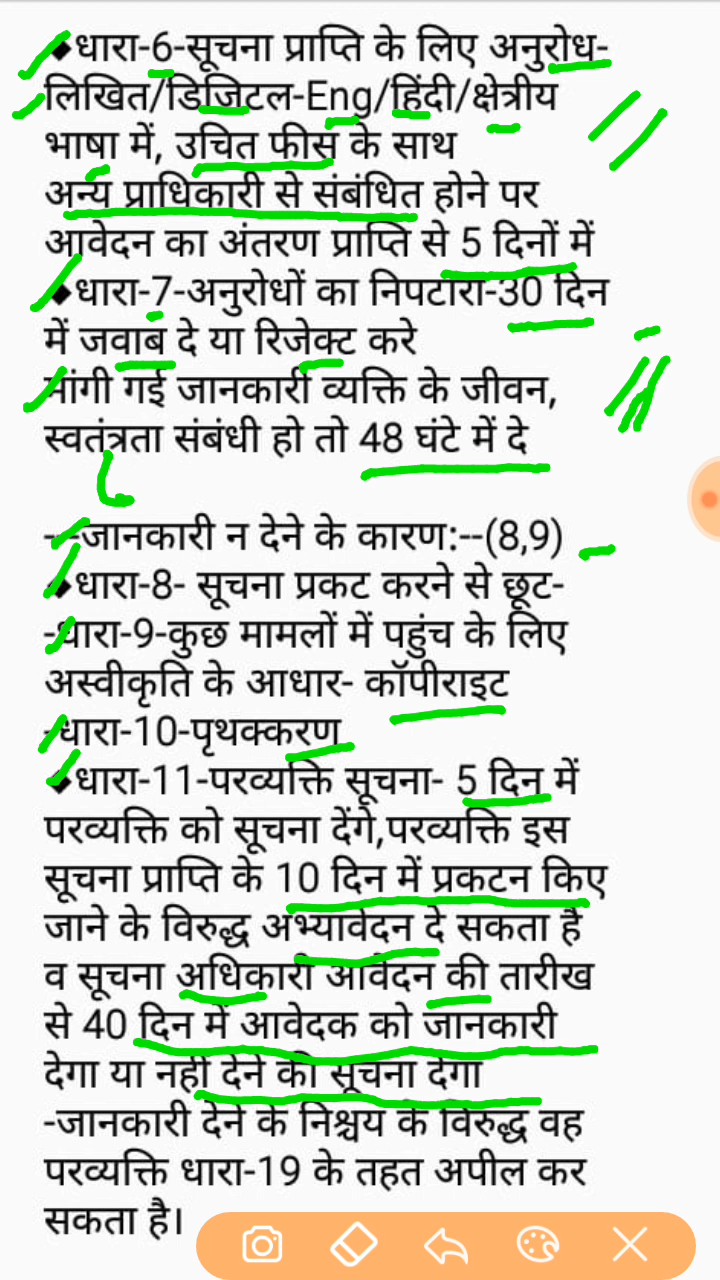 ◆धारा-6-सूचना प्राप्ति के लिए अनुरोध-
लिखित/डिजिटल-Eng/हिंदी/क्षेत्रीय
भाषा में, उचित फीस के साथ
अन्य प्राधिकारी से संबंधित होने पर
आवेदन का अंतरण प्राप्ति से 5 दिनों में
◆धारा-7-अनुरोधों का निपटारा-30 दिन
में जवाब दे या रिजेक्ट करे
मांगी गई जानकारी व्यक्ति के जीवन,
स्वतंत्रता संबंधी हो तो 48 घंटे में दे
---जानकारी न देने के कारण:--(8,9)
◆धारा-8- सूचना प्रकट करने से छूट-
-धारा-9-कुछ मामलों में पहुंच के लिए
अस्वीकृति के आधार- कॉपीराइट
-धारा-10-पृथक्करण
◆धारा-11-परव्यक्ति सूचना- 5 दिन में
परव्यक्ति को सूचना देंगे,परव्यक्ति इस
सूचना प्राप्ति के 10 दिन में प्रकटन किए
जाने के विरुद्ध अभ्यावेदन दे सकता है
व सूचना अधिकारी आवेदन की तारीख
से 40 दिन में आवेदक को जानकारी
देगा या नहीं देने की सूचना देगा
-जानकारी देने के निश्चय के विरुद्ध वह
परव्यक्ति धारा-19 के तहत अपील कर
सकता है।